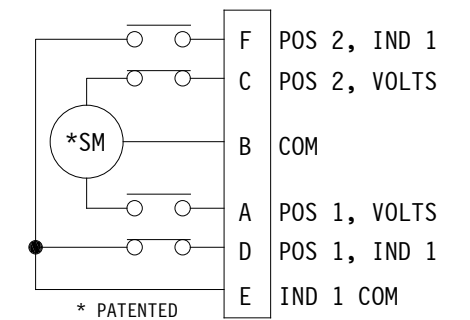 F POS 2, IND 1
C POS 2, VOLTS
*SM
B COM
A POS 1, VOLTS
D POS 1, IND 1
E IND 1 COM
* PATENTED